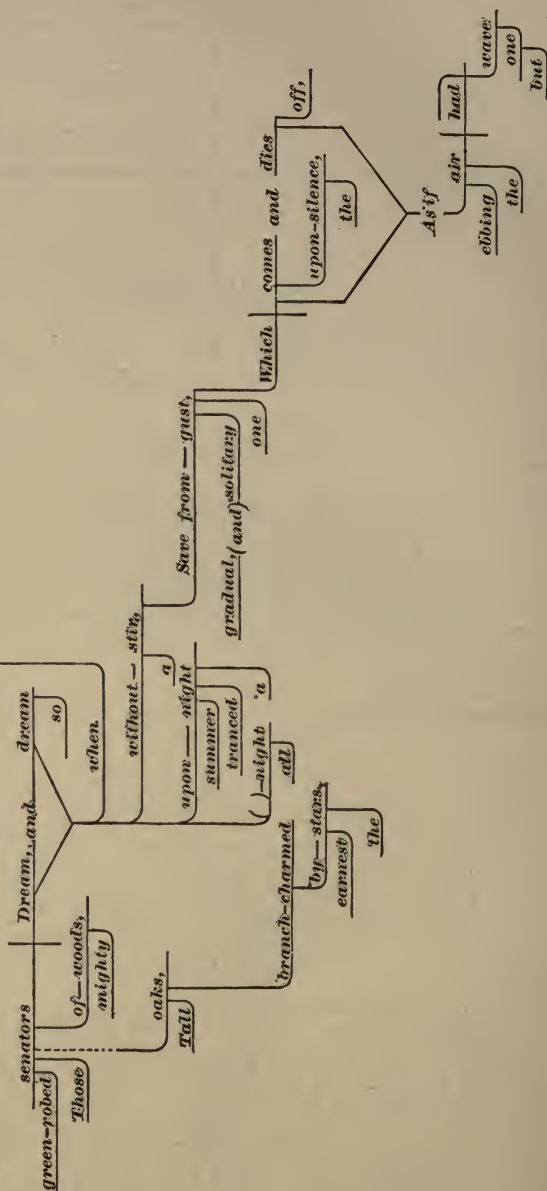 senators Dream, and dream
green-robed
Those
of—woods,
mighty
so
when
oaks,
Tall
without—stir,
a
upon—night
summer
tranced
a
( )—night
all
branch-charmed
by—stars,
earnest
the
Save from—gust,
gradual, (and) solitary
one
Which comes and dies
off,
upon-silence,
the
As if
air had
ebbing
the
wave
one
but